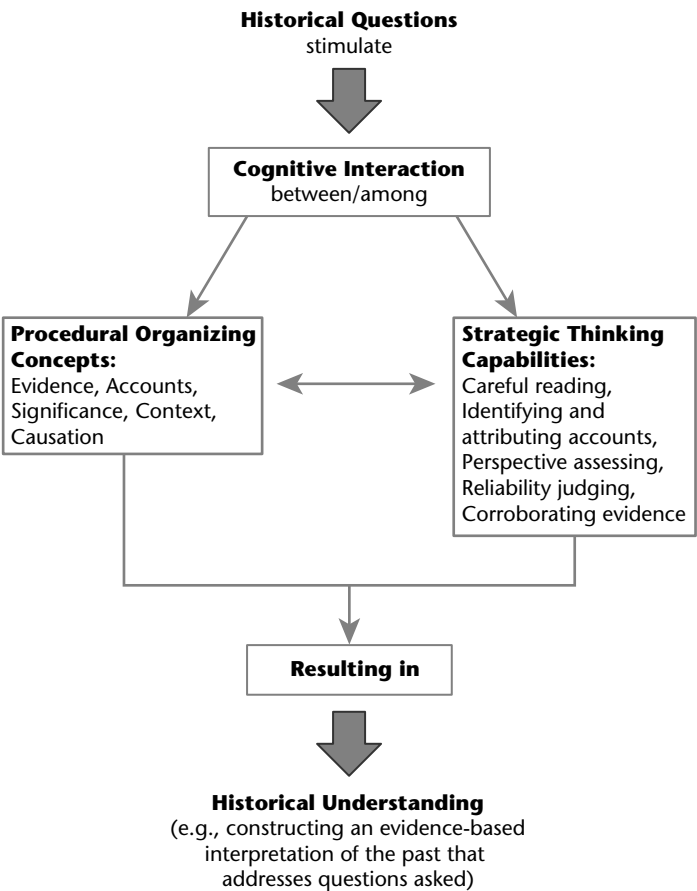 Historical Questions
stimulate
Cognitive Interaction
between/among
Procedural Organizing
Concepts:
Evidence, Accounts,
Significance, Context,
Causation
Strategic Thinking
Capabilities:
Careful reading,
Identifying and
attributing accounts,
Perspective assessing,
Reliability judging,
Corroborating evidence
Resulting in
Historical Understanding
(e.g., constructing an evidence-based
interpretation of the past that
addresses questions asked)